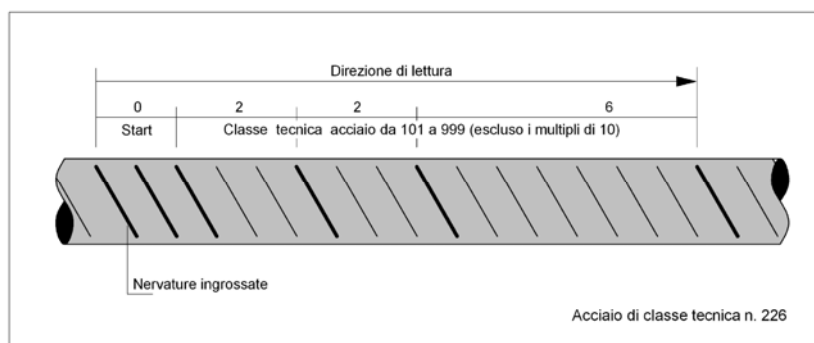 Direzione di lettura
0 2 2 6
Start Classe tecnica acciaio da 101 a 999 (escluso i multipli di 10)
Nervature ingrossate
Acciaio di classe tecnica n. 226